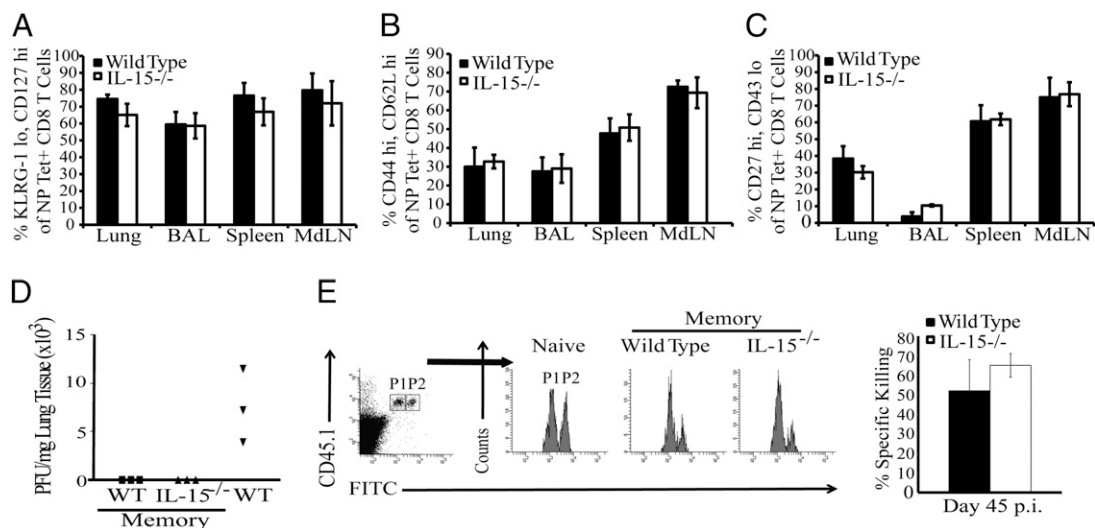 A
% KLRG-1 lo, CD127 hi
of NP Tet+ CD8 T Cells
100
90
80
70
60
50
40
30
20
10
0
Wild Type
IL-15-/-
Lung BAL Spleen MdLN
B
% CD44 hi, CD62L hi
of NP Tet+ CD8 T Cells
90
80
70
60
50
40
30
20
10
0
Wild Type
IL-15-/-
Lung BAL Spleen MdLN
C
% CD27 hi, CD43 lo
of NP Tet+ CD8 T Cells
100
90
80
70
60
50
40
30
20
10
0
Wild Type
IL-15-/-
Lung BAL Spleen MdLN
D
PFU/mg Lung Tissue (x10³)
15
10
5
0
WT IL-15-/- WT
Memory
E
CD45.1
P1P2
Counts
Naive
P1P2
Memory
Wild Type IL-15-/-
FITC
% Specific Killing
80
70
60
50
40
30
20
10
0
Wild Type
IL-15-/-
Day 45 p.i.